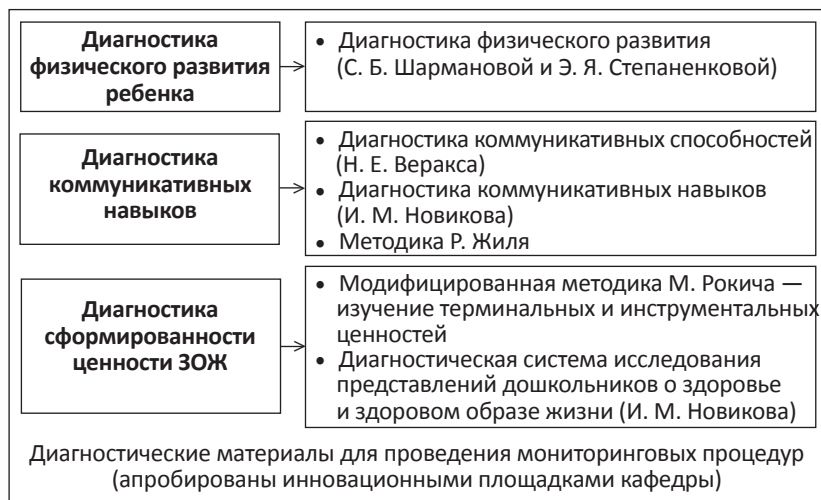 Диагностика
физического развития
ребенка
• Диагностика физического развития
(С. Б. Шармановой и Э. Я. Степаненковой)
Диагностика
коммуникативных
навыков
• Диагностика коммуникативных способностей
(Н. Е. Веракса)
• Диагностика коммуникативных навыков
(И. М. Новикова)
• Методика Р. Жиля
Диагностика
сформированности
ценности ЗОЖ
• Модифицированная методика М. Рокича —
изучение терминальных и инструментальных
ценностей
• Диагностическая система исследования
представлений дошкольников о здоровье
и здоровом образе жизни (И. М. Новикова)
Диагностические материалы для проведения мониторинговых процедур
(апробированы инновационными площадками кафедры)